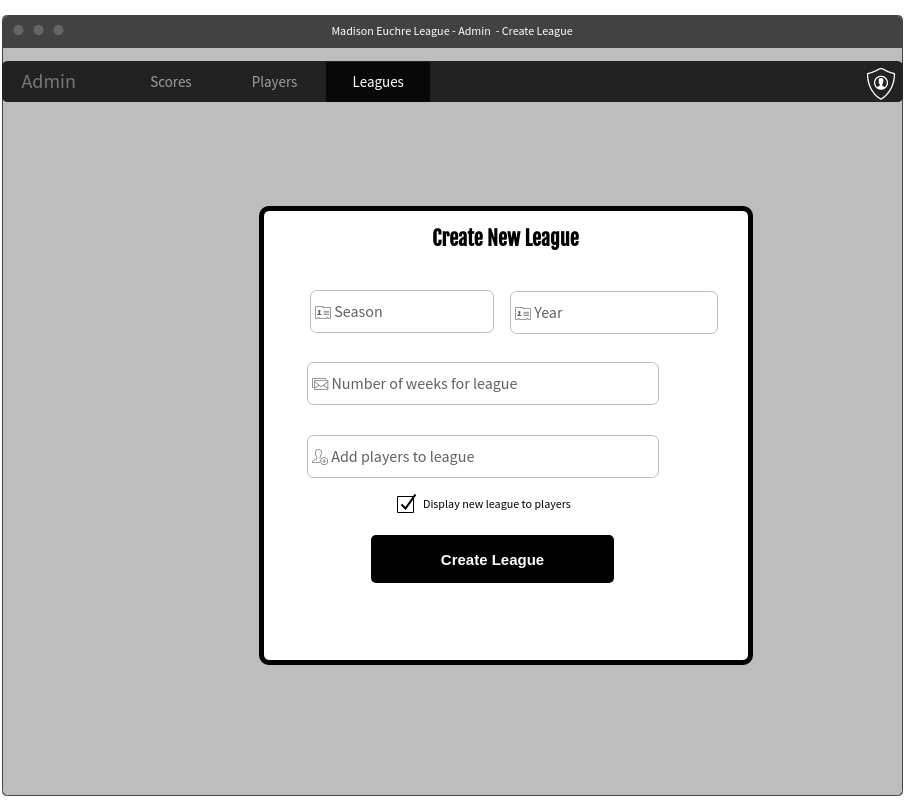 Madison Euchre League - Admin  - Create League
Admin Scores Players Leagues
Create New League
Season Year
Number of weeks for league
Add players to league
Display new league to players
Create League